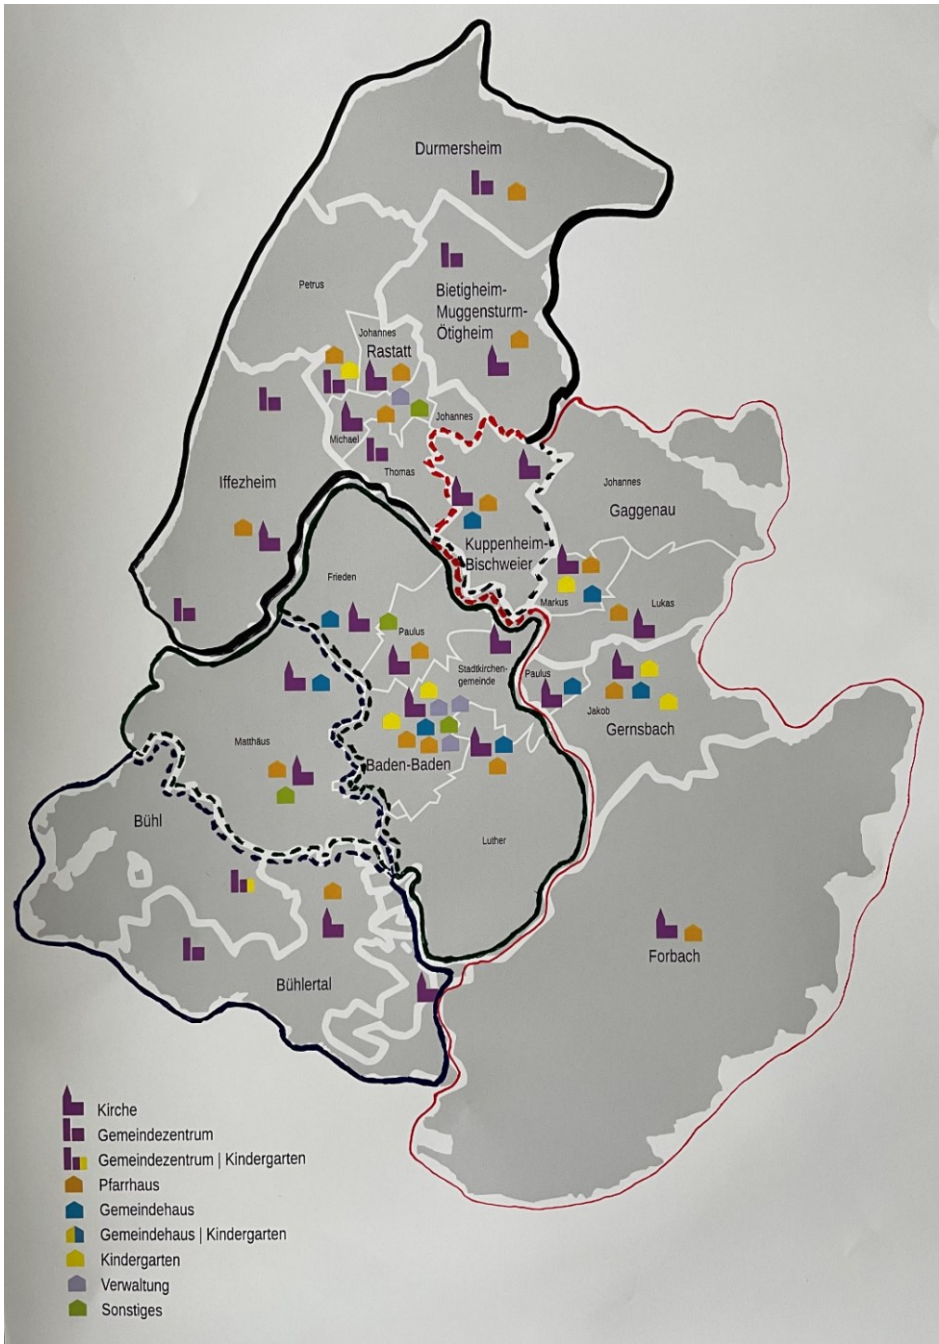 Durmersheim
Petrus
Bietigheim-
Muggensturm-
Ötigheim
Johannes
Rastatt
Johannes
Michael
Thomas
Iffezheim
Johannes
Gaggenau
Kuppenheim-
Bischweier
Frieden
Markus
Lukas
Paulus
Stadtkirchen-
gemeinde
Paulus
Jakob
Gernsbach
Matthäus
Baden-Baden
Bühl
Luther
Forbach
Bühlertal
Kirche
Gemeindezentrum
Gemeindezentrum | Kindergarten
Pfarrhaus
Gemeindehaus
Gemeindehaus | Kindergarten
Kindergarten
Verwaltung
Sonstiges